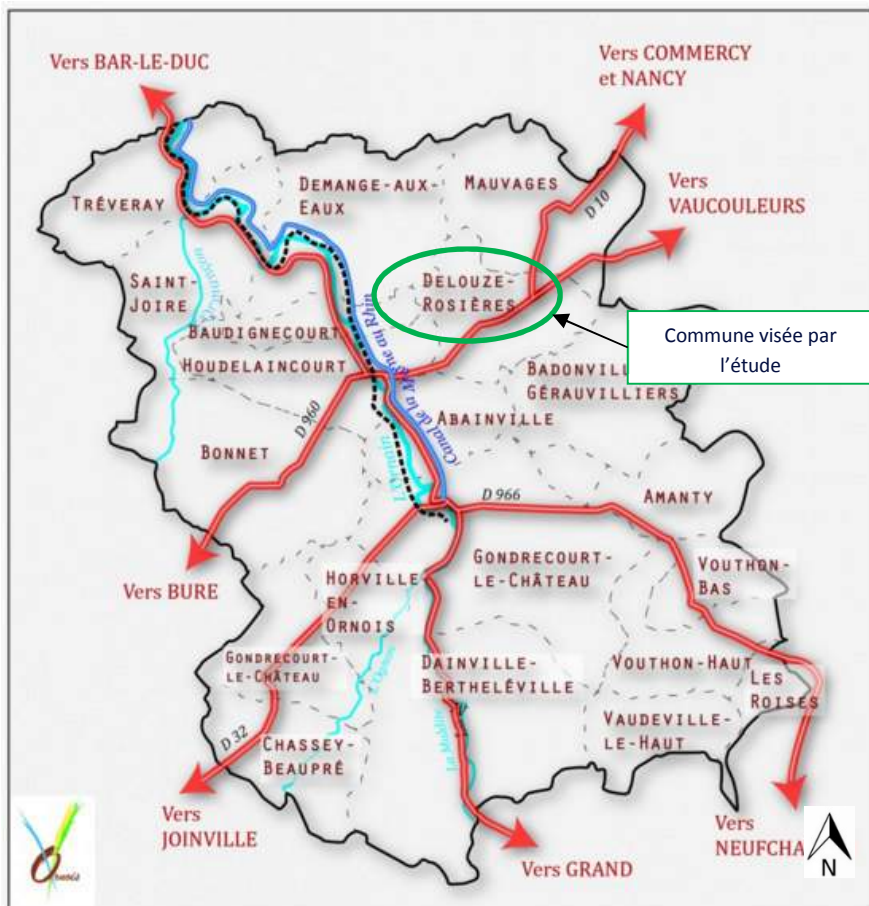 Vers BAR-LE-DUC
Vers COMMERCY
et NANCY
Vers
VAUCOULEURS
MAUVAGES
D 10
DEMANGE-AUX-
EAUX
TRÉVERAY
SAINT-
JOIRE
DELOUZE-
ROSIÈRES
Commune visée par
l'étude
BAUDIGNECOURT
HOUDELAINCOURT
Canal de la Marne au Rhin
BADONVILL
GÉRAUVILLIERS
ABAINVILLE
D 960
BONNET
L'Ornain
D 966
AMANTY
GONDRECOURT
LE-CHÂTEAU
VOUTHON-
BAS
Vers BURE
HORVILLE
EN-
ORNOIS
GONDRECOURT
LE-CHÂTEAU
DAINVILLE-
BERTHELÉVILLE
VOUTHON-HAUT
LES
ROISES
VAUDEVILLE-
LE-HAUT
D 32
CHASSEY-
BEAUPRÉ
Vers
JOINVILLE
Vers GRAND
Vers
NEUFCHA
N
Ornois